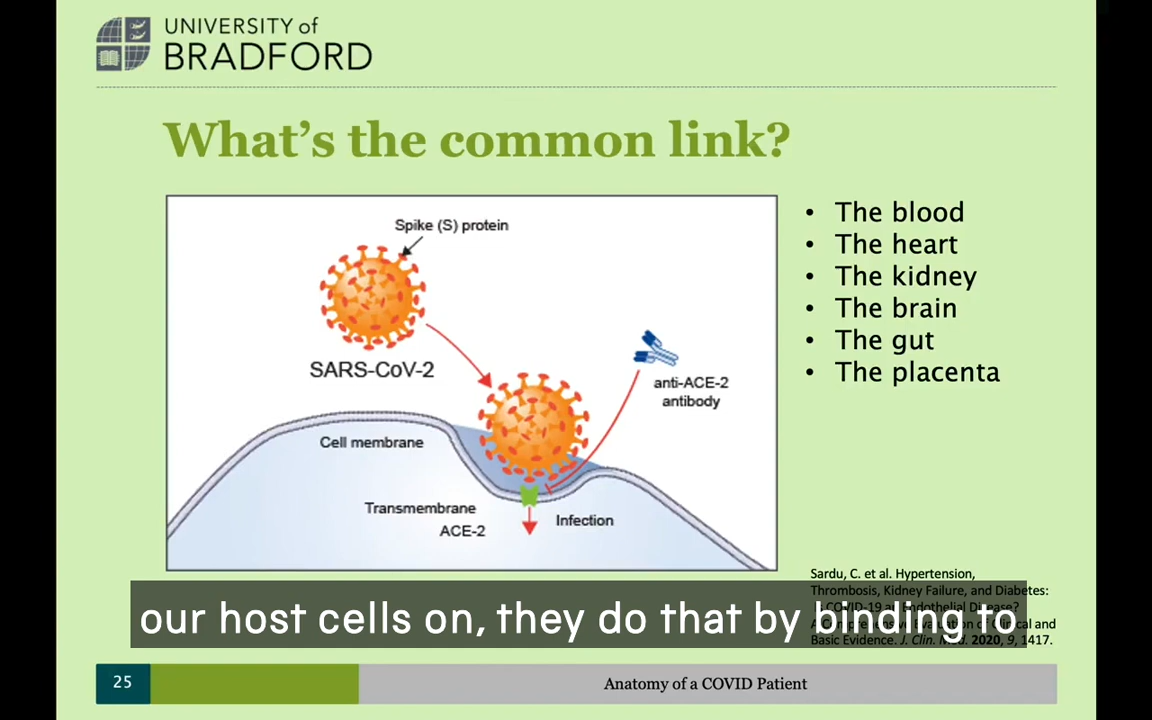 UNIVERSITY of
BRADFORD
What's the common link?
Spike (S) protein
SARS-CoV-2
anti-ACE-2
antibody
Cell membrane
Transmembrane
ACE-2
Infection
• The blood
• The heart
• The kidney
• The brain
• The gut
• The placenta
Sardu, C. et al. Hypertension,
Thrombosis, Kidney Failure, and Diabetes:
Is COVID-19 an Endothelial Disease?
A Comprehensive Evaluation of Clinical and
Basic Evidence. J. Clin. Med. 2020, 9, 1417.
our host cells on, they do that by binding to
25
Anatomy of a COVID Patient